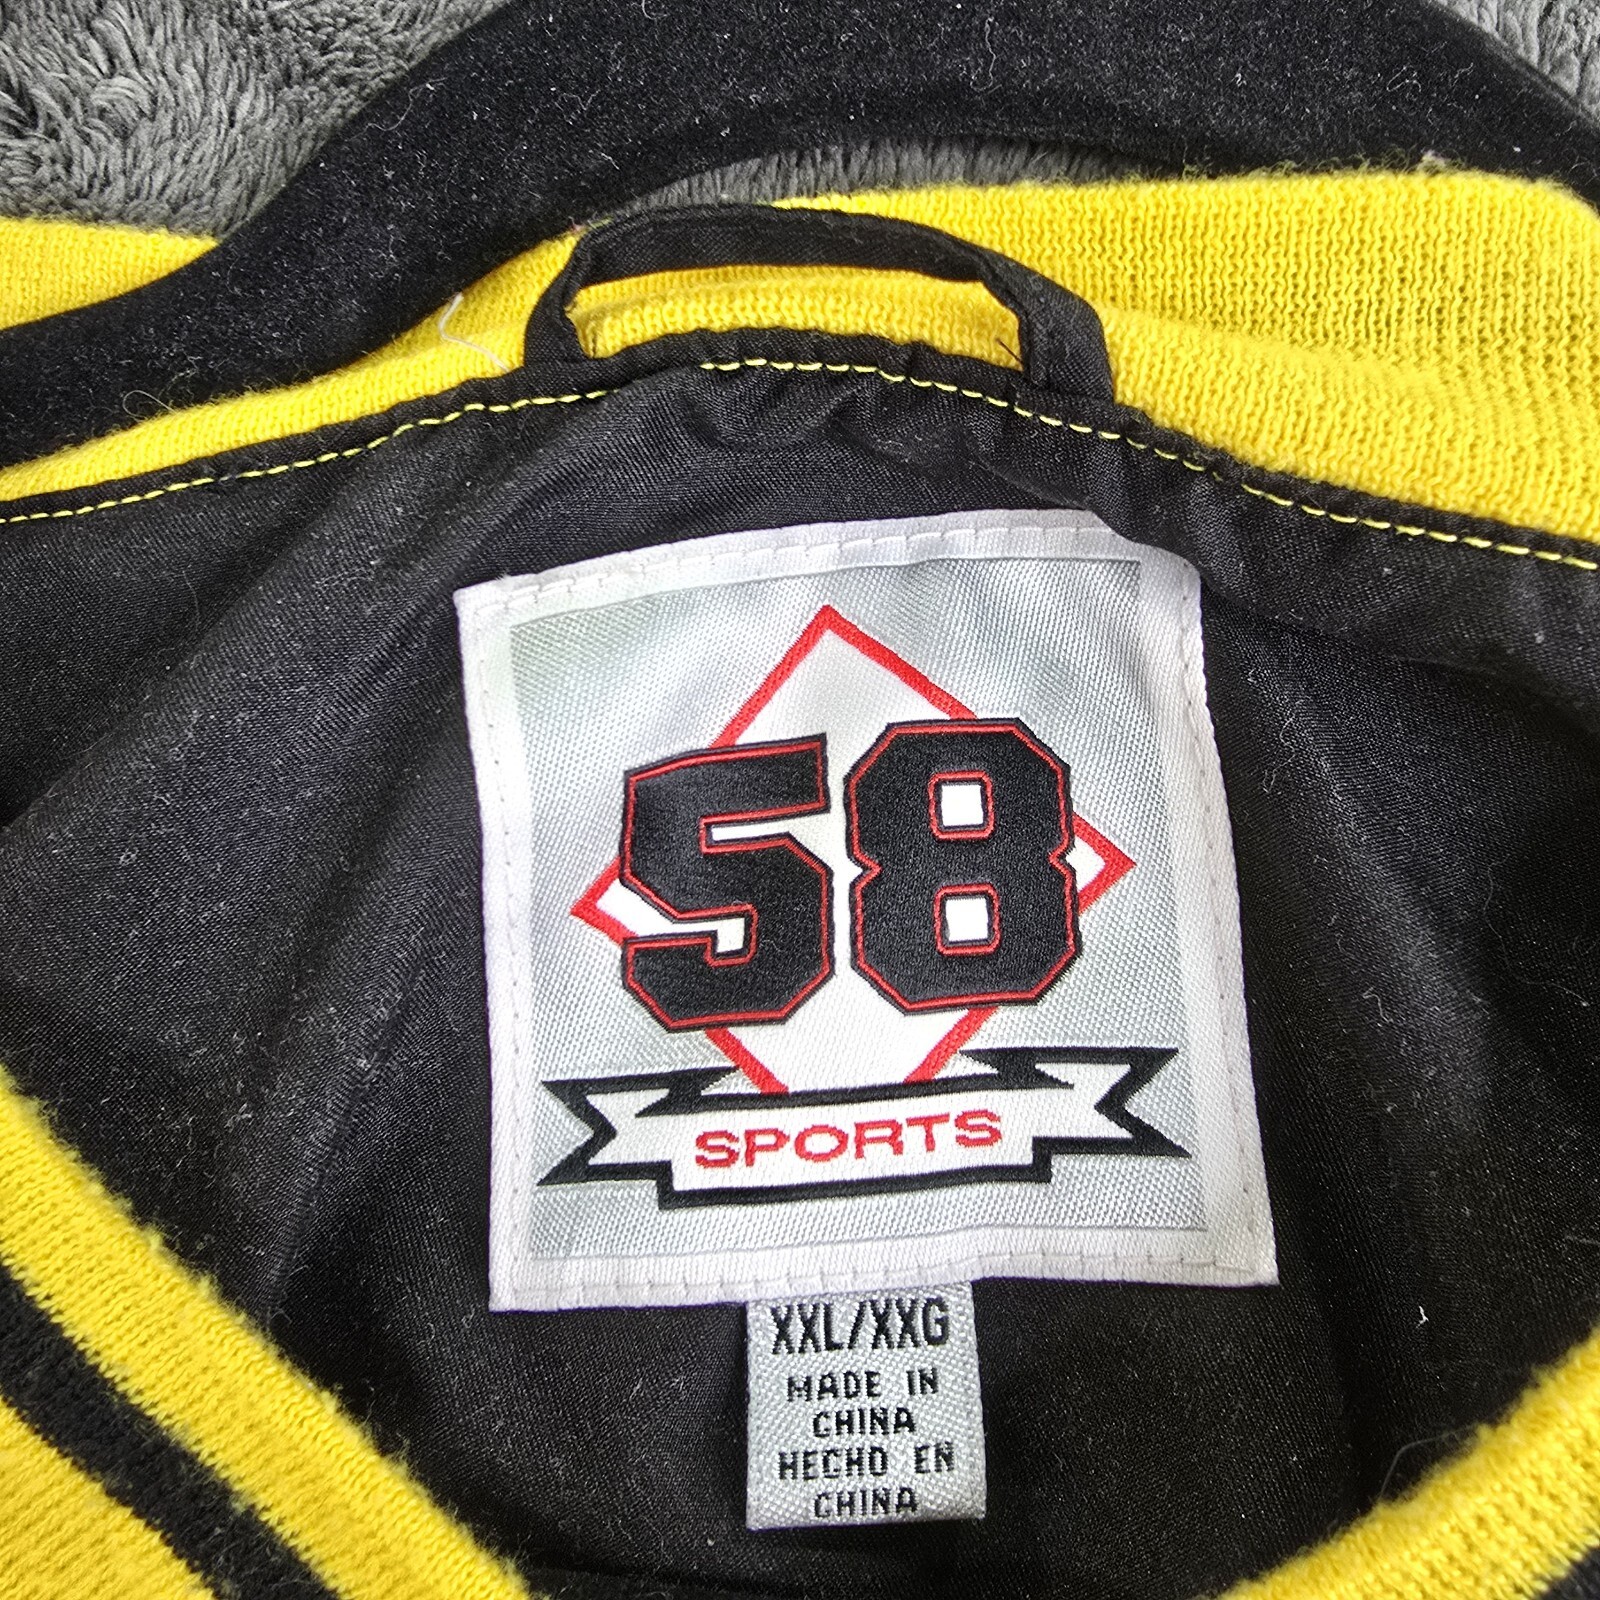 58
SPORTS
XXL/XXG
MADE IN
CHINA
HECHO EN
CHINA